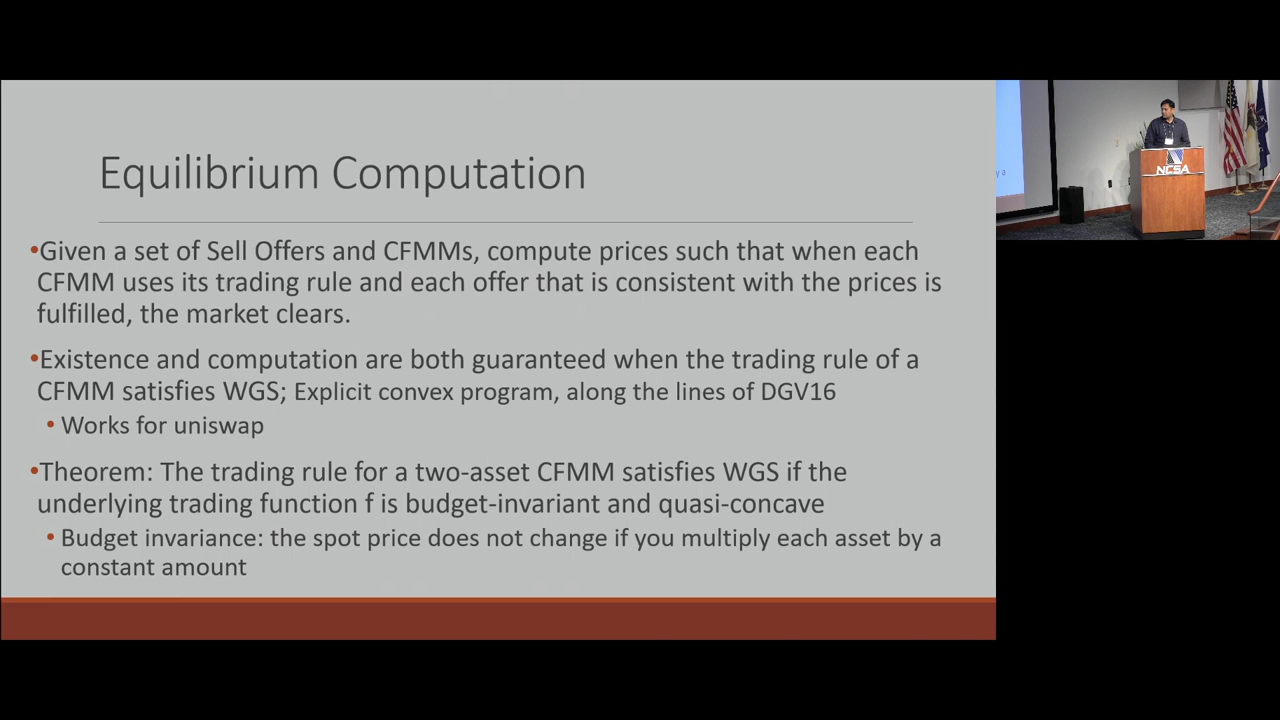 Equilibrium Computation
•Given a set of Sell Offers and CFMMs, compute prices such that when each
CFMM uses its trading rule and each offer that is consistent with the prices is
fulfilled, the market clears.
•Existence and computation are both guaranteed when the trading rule of a
CFMM satisfies WGS; Explicit convex program, along the lines of DGV16
• Works for uniswap
•Theorem: The trading rule for a two-asset CFMM satisfies WGS if the
underlying trading function f is budget-invariant and quasi-concave
• Budget invariance: the spot price does not change if you multiply each asset by a
constant amount
NCSA
y a